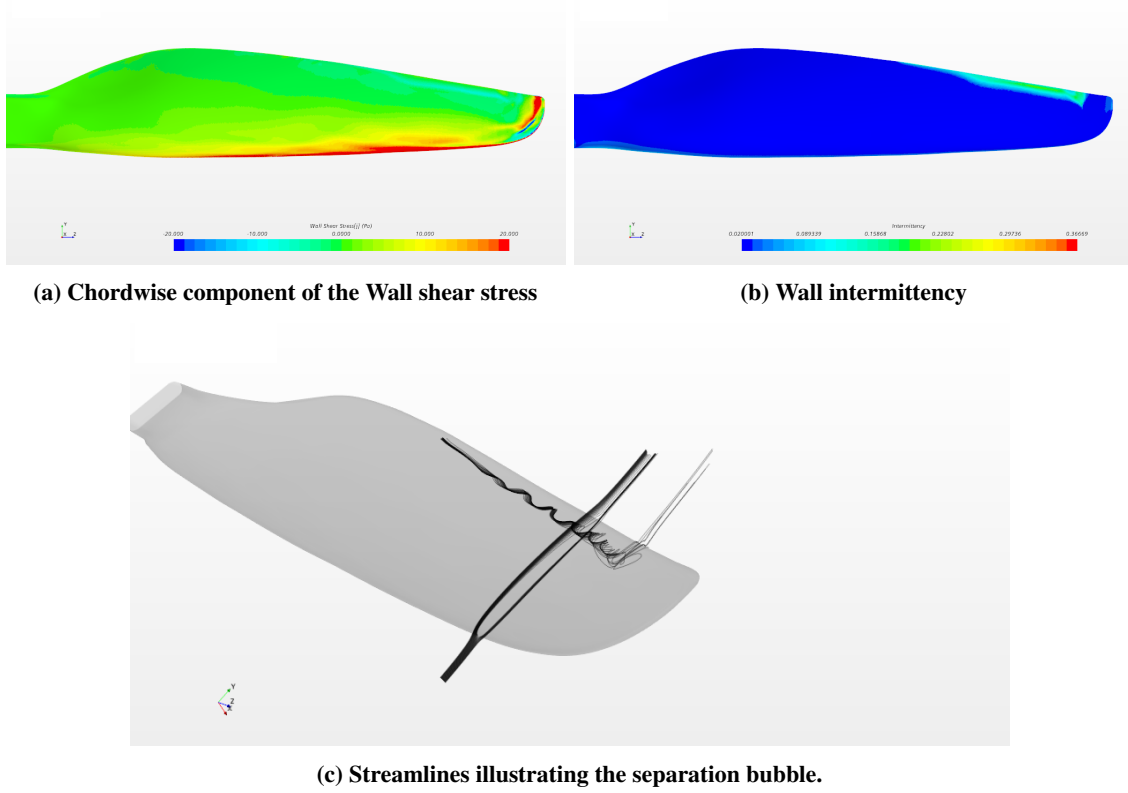 Y
X Z
Wall Shear Stress[j] (Pa)
-20.000 -10.000 0.0000 10.000 20.000
Y
X Z
Intermittency
0.020001 0.089339 0.15868 0.22802 0.29736 0.36669
(a) Chordwise component of the Wall shear stress
(b) Wall intermittency
Y
Z
(c) Streamlines illustrating the separation bubble.